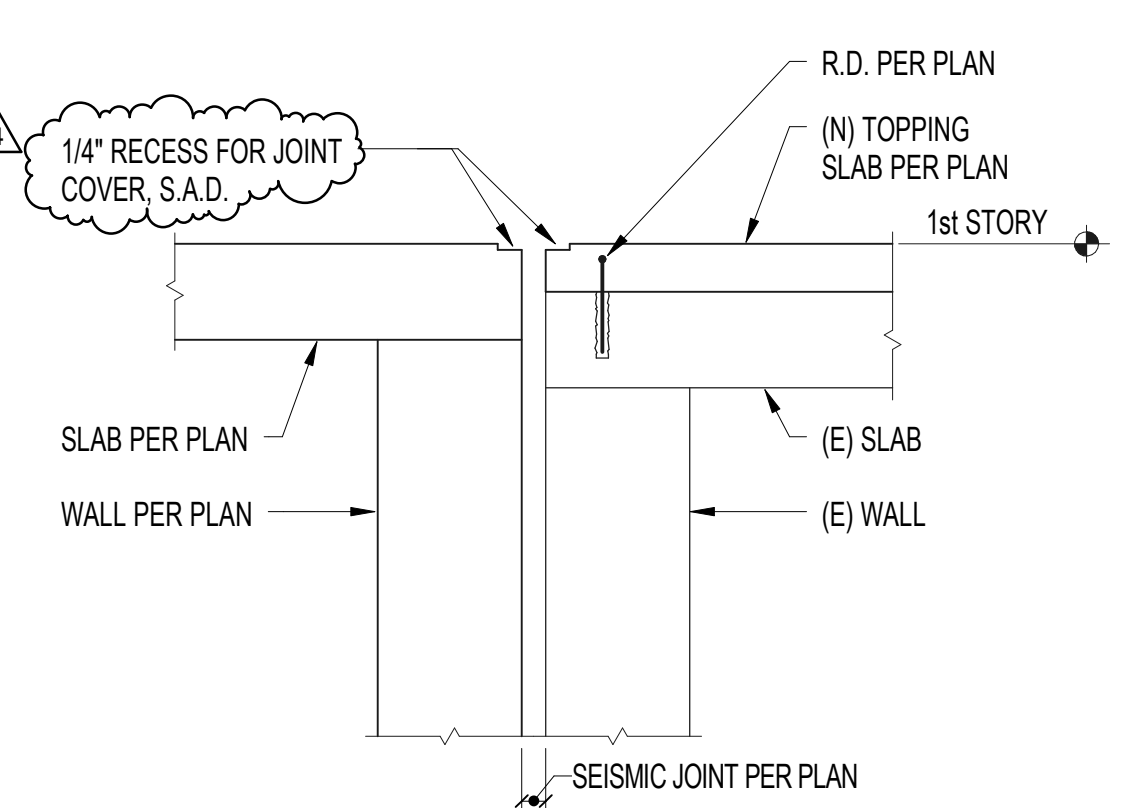 R.D. PER PLAN
(N) TOPPING
SLAB PER PLAN
4
1/4" RECESS FOR JOINT
COVER, S.A.D.
1st STORY
SLAB PER PLAN
(E) SLAB
WALL PER PLAN
(E) WALL
SEISMIC JOINT PER PLAN